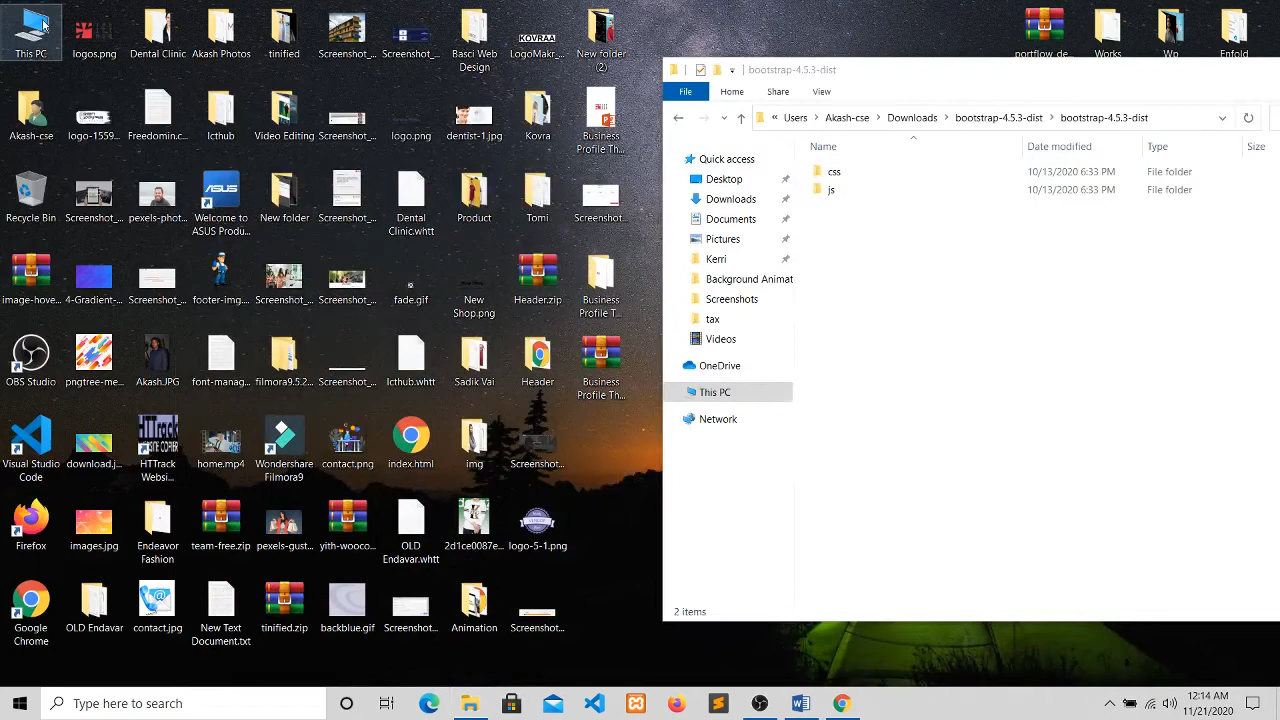 This PC
logos.png
Dental Clinic
Akash Photos
tinified
Screenshot_...
Screenshot_...
Basci Web
Design
KOVRAA
LogoMakr_...
New folder
(2)
portflow_de...
Works
Wp
Enfold
Akash-cse
logo-1559...
Freedomin.c...
Icthub
Video Editing
Screenshot_...
logo.png
dentist-1.jpg
Kovra
Business
Profile Th...
Recycle Bin
Screenshot_...
pexels-phot...
ASUS
Welcome to
ASUS Produ...
New folder
Screenshot_...
Dental
Clinic.whtt
Product
Tomi
Screenshot...
image-hove...
4-Gradient-...
Screenshot_...
footer-img...
Screenshot_...
Screenshot_...
fade.gif
New
Shop.png
Header.zip
Business
Profile T...
OBS Studio
pngtree-me...
Akash.JPG
font-manag...
filmora9.5.2...
Screenshot_...
Icthub.whtt
Sadik Vai
Header
Business
Profile Th...
Visual Studio
Code
download.j...
HTTrack
Websi...
home.mp4
Wondershare
Filmora9
contact.png
index.html
img
Screenshot...
Firefox
images.jpg
Endeavor
Fashion
team-free.zip
pexels-gust...
yith-wooco...
OLD
Endavar.whtt
2d1ce0087e...
logo-5-1.png
Google
Chrome
OLD Endavar
contact.jpg
New Text
Document.txt
tinified.zip
backblue.gif
Screenshot...
Animation
Screenshot...
bootstrap-4.5.3-dist
File
Home
Share
View
« Users > Akash-cse > Downloads > bootstrap-4.5.3-dist > bootstrap-4.5.3-dist
Name
Date modified
Type
Size
css
10/13/2020 6:33 PM
File folder
js
10/13/2020 6:33 PM
File folder
Quick access
Desktop
Downloads
Documents
Pictures
Kerri
Background Animat
Screenshots
tax
Videos
OneDrive
This PC
Network
2 items
Type here to search
12:14 AM
11/21/2020